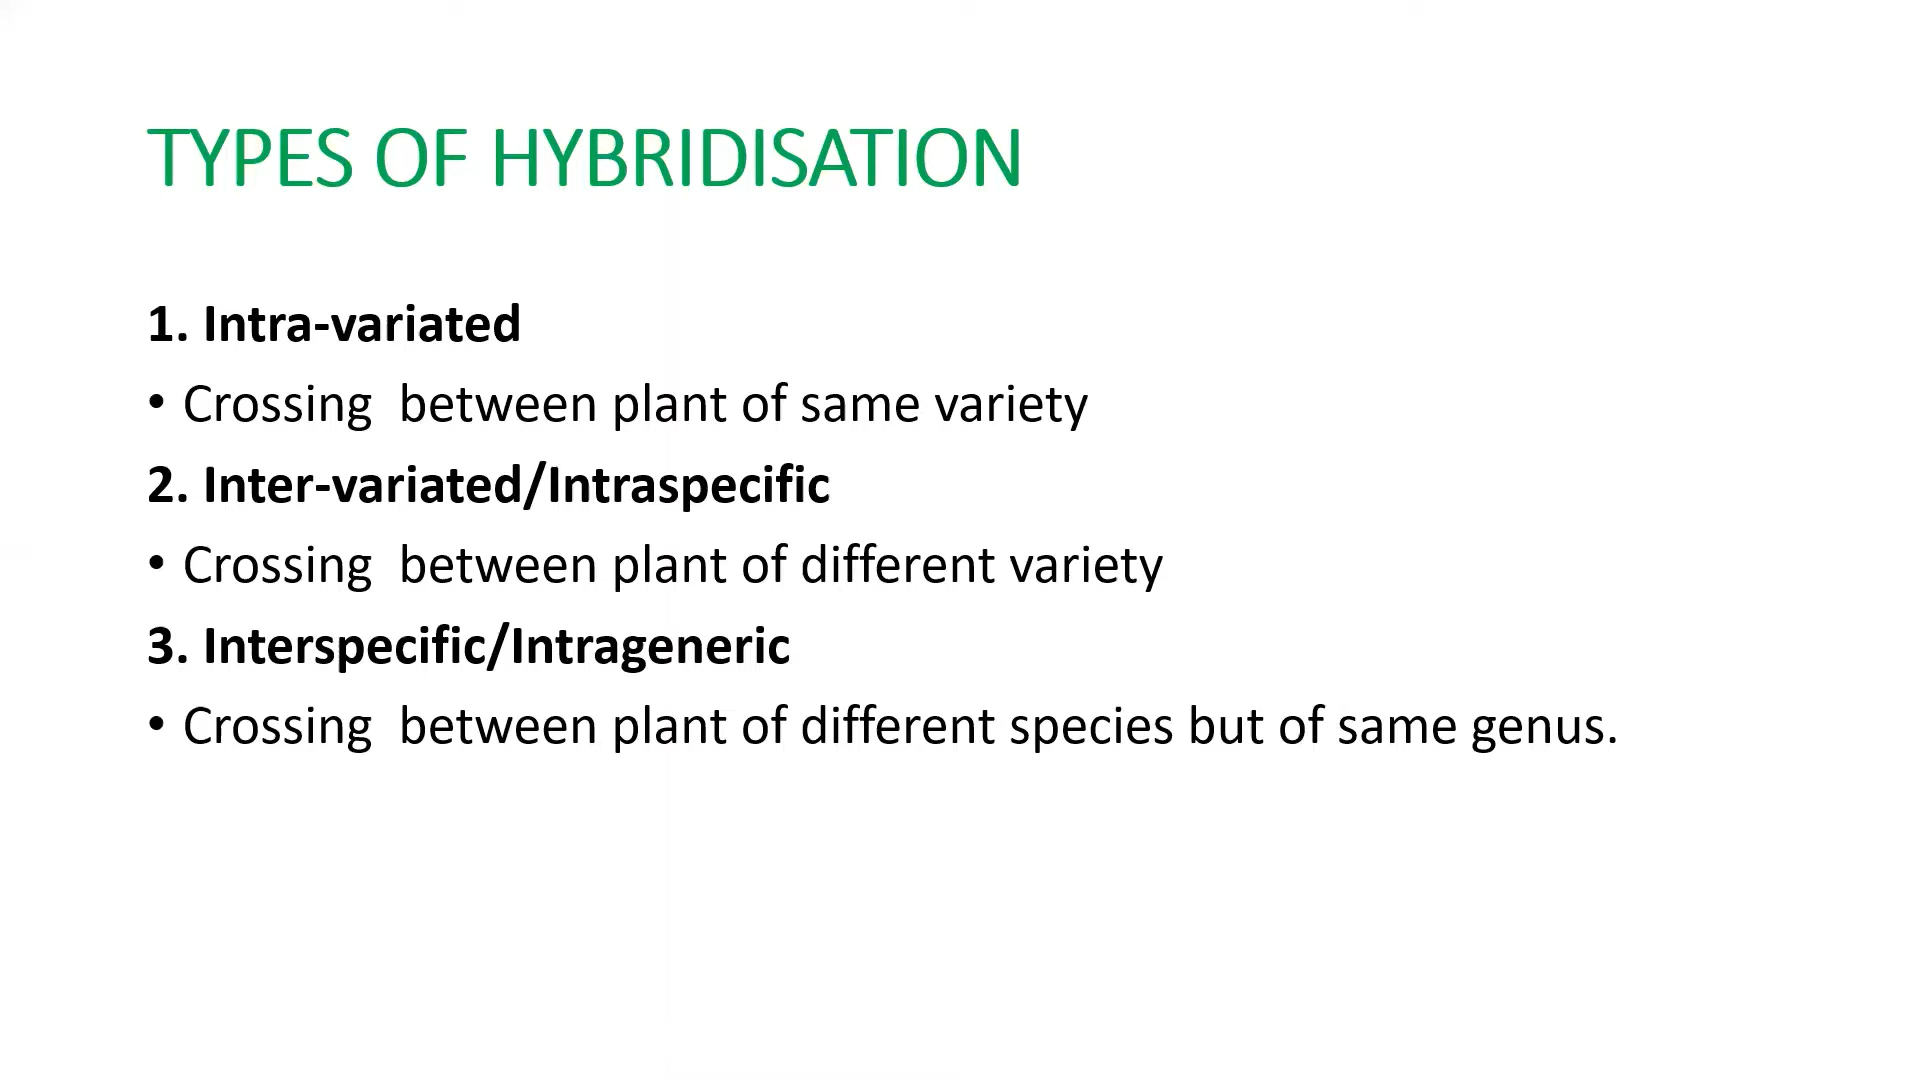 TYPES OF HYBRIDISATION
1. Intra-variated
• Crossing  between plant of same variety
2. Inter-variated/Intraspecific
• Crossing  between plant of different variety
3. Interspecific/Intrageneric
• Crossing  between plant of different species but of same genus.